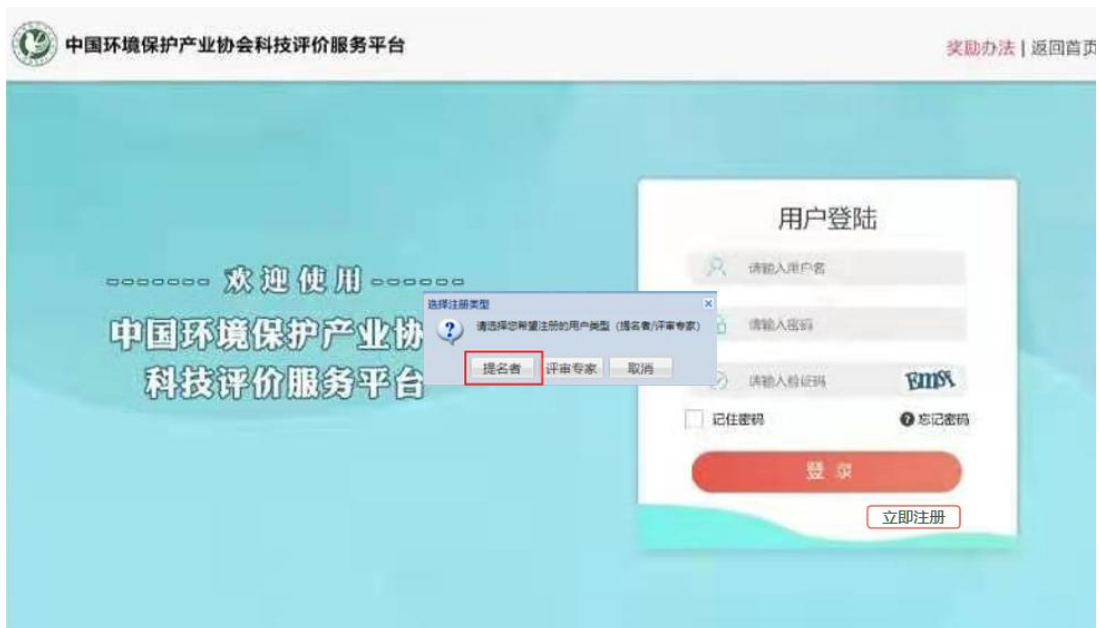 中国环境保护产业协会科技评价服务平台
奖励办法 | 返回首页
用户登陆
请输入用户名
------- 欢迎使用 ------
中国环境保护产业协
科技评价服务平台
选择注册类型
请选择您希望注册的用户类型（提名者/评审专家）
提名者 评审专家 取消
请输入密码
请输入验证码
记住密码 忘记密码
登录
立即注册